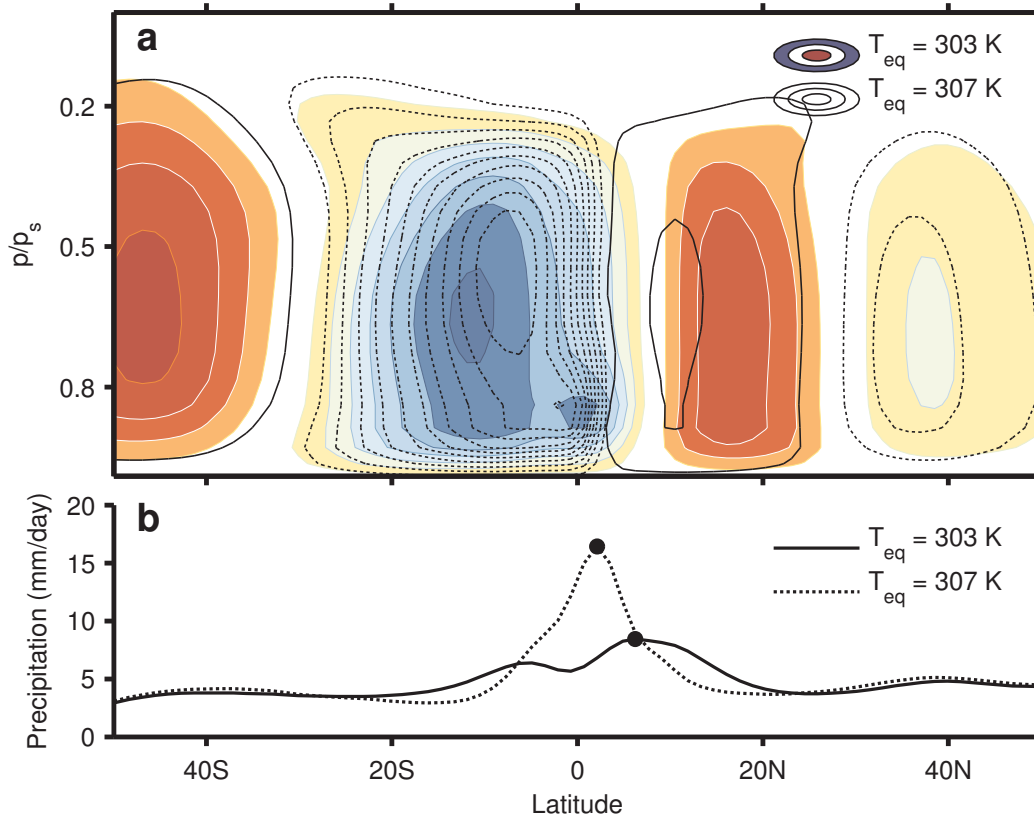 a
T_eq = 303 K
T_eq = 307 K
0.2
0.5
0.8
p/p_s
b
20
15
10
5
0
Precipitation (mm/day)
T_eq = 303 K
T_eq = 307 K
40S 20S 0 20N 40N
Latitude